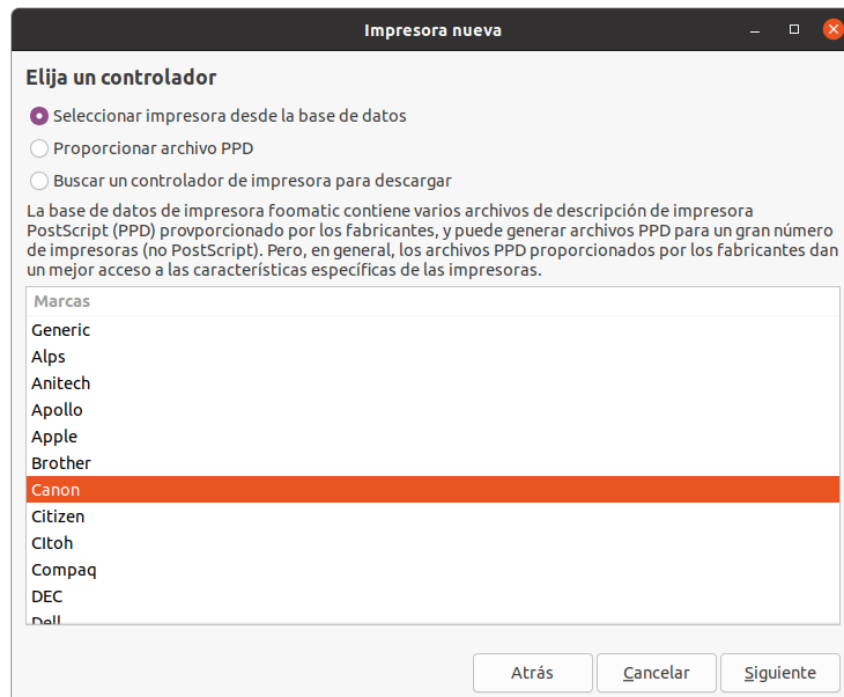 Impresora nueva
Elija un controlador
Seleccionar impresora desde la base de datos
Proporcionar archivo PPD
Buscar un controlador de impresora para descargar
La base de datos de impresora foomatic contiene varios archivos de descripción de impresora
PostScript (PPD) provporcionado por los fabricantes, y puede generar archivos PPD para un gran número
de impresoras (no PostScript). Pero, en general, los archivos PPD proporcionados por los fabricantes dan
un mejor acceso a las características específicas de las impresoras.
Marcas
Generic
Alps
Anitech
Apollo
Apple
Brother
Canon
Citizen
CItoh
Compaq
DEC
Dell
Atrás Cancelar Siguiente